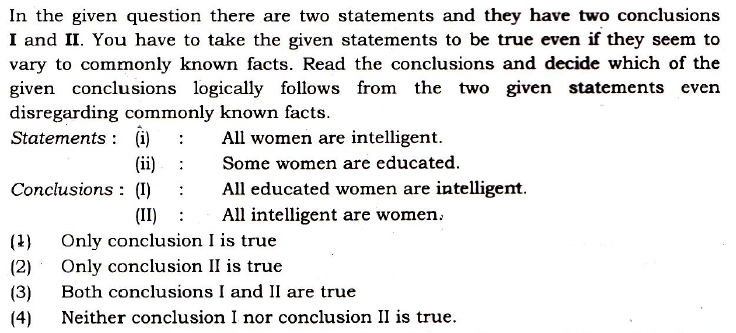 In the given question there are two statements and they have two conclusions
I and II. You have to take the given statements to be true even if they seem to
vary to commonly known facts. Read the conclusions and decide which of the
given conclusions logically follows from the two given statements even
disregarding commonly known facts.
Statements : (i) : All women are intelligent.
(ii) : Some women are educated.
Conclusions : (I) : All educated women are intelligent.
(II) : All intelligent are women.
(1) Only conclusion I is true
(2) Only conclusion II is true
(3) Both conclusions I and II are true
(4) Neither conclusion I nor conclusion II is true.